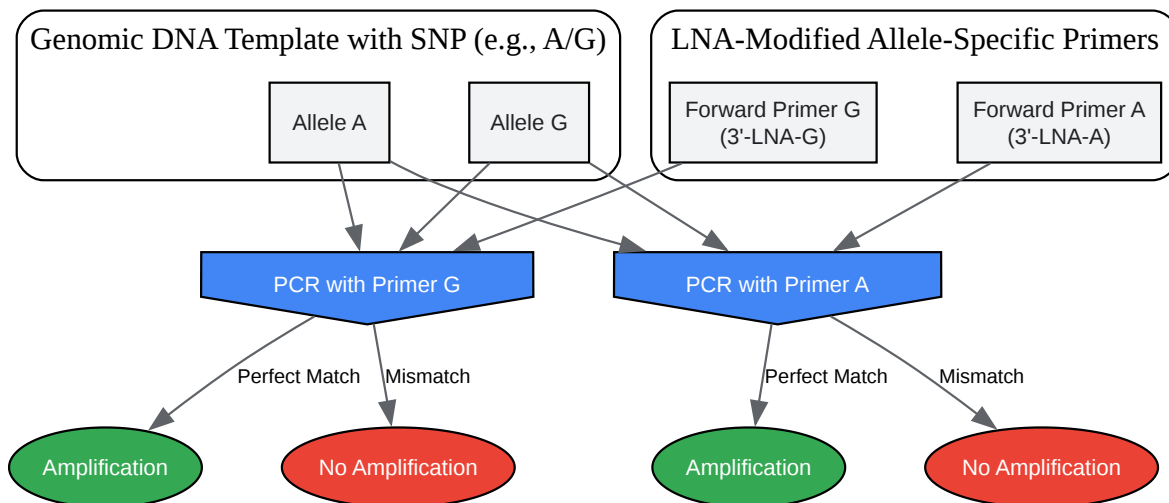 Genomic DNA Template with SNP (e.g., A/G)
LNA-Modified Allele-Specific Primers
Allele A
Allele G
Forward Primer G
(3'-LNA-G)
Forward Primer A
(3'-LNA-A)
PCR with Primer G
PCR with Primer A
Perfect Match
Mismatch
Perfect Match
Mismatch
Amplification
No Amplification
Amplification
No Amplification